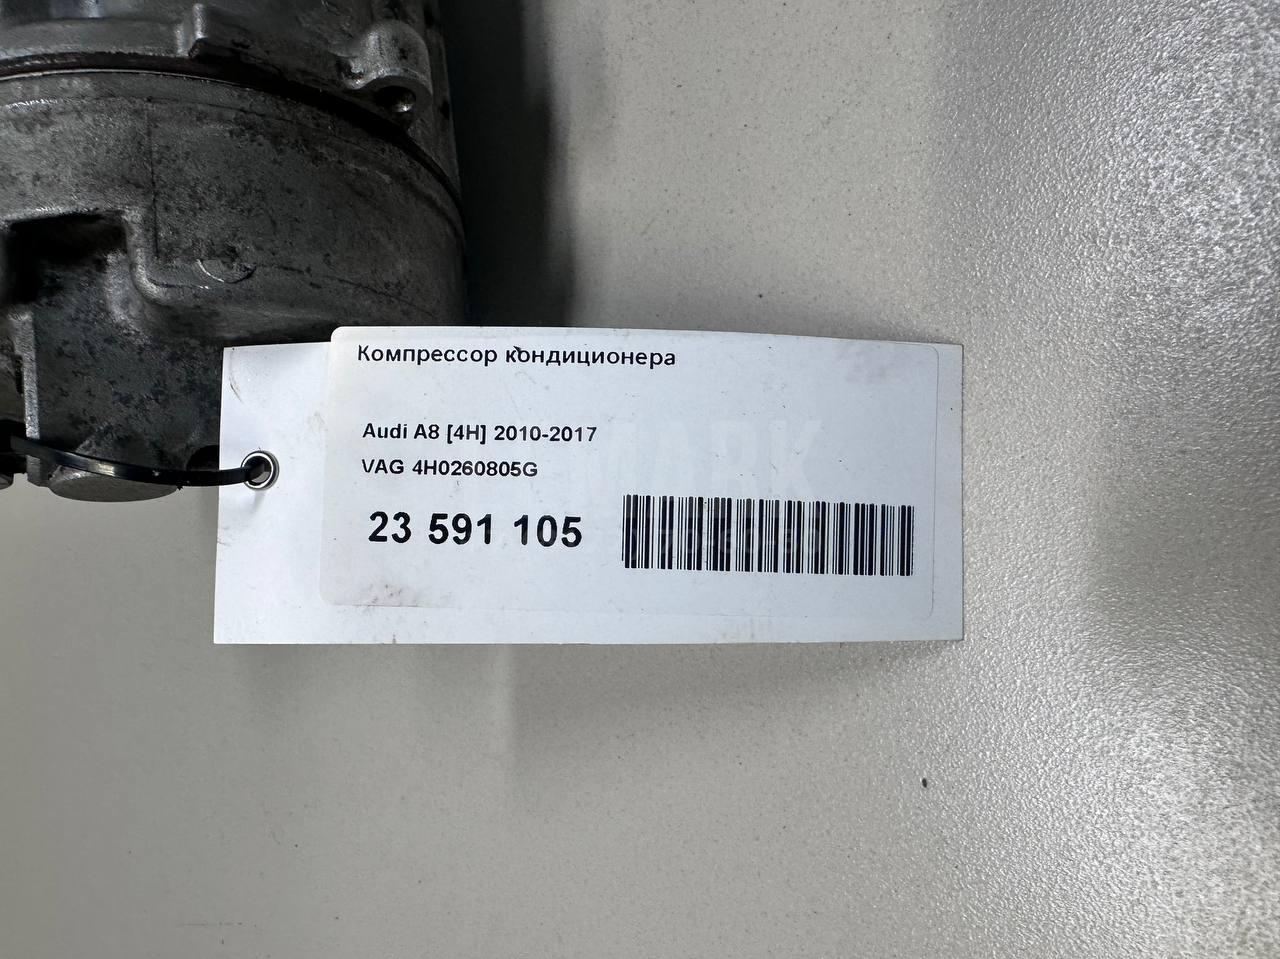 Компрессор кондиционера
Audi A8 [4H] 2010-2017
VAG 4H0260805G
23 591 105